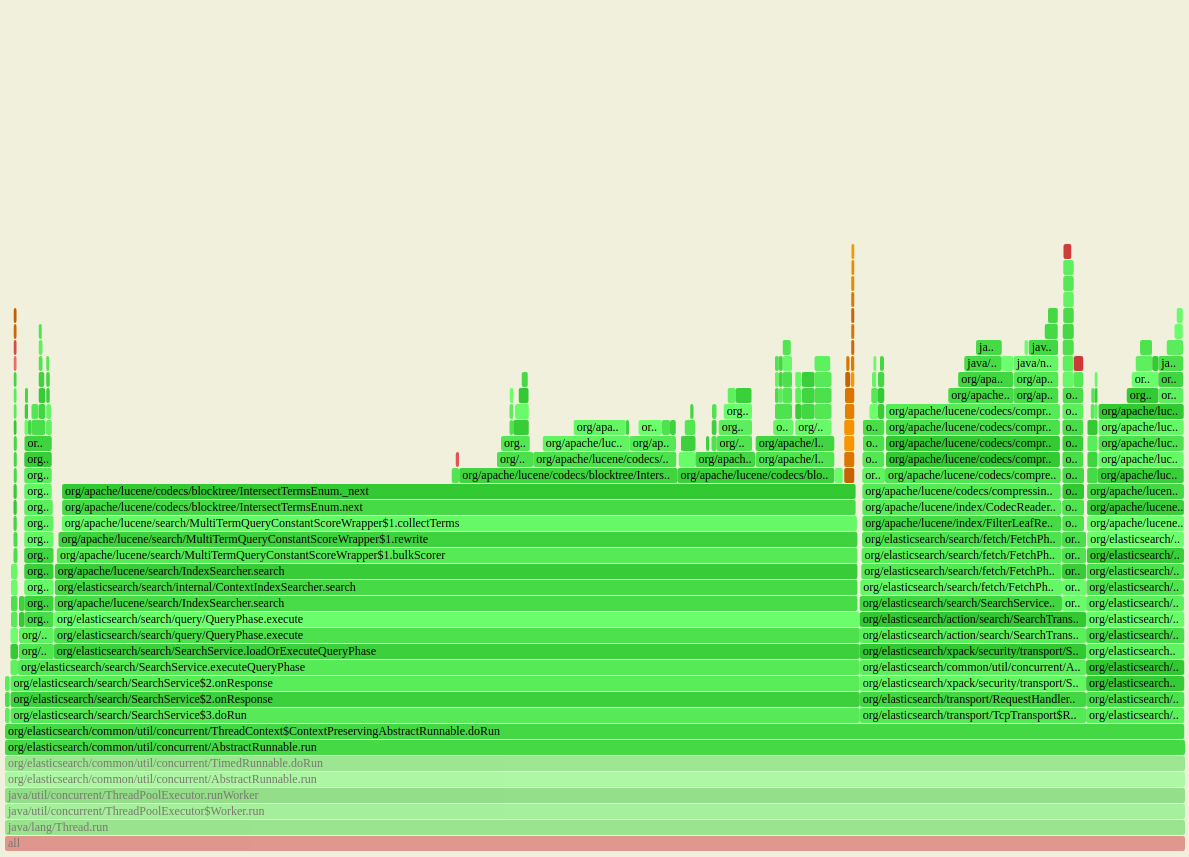 ja.. jav..
java/.. java/n.. ja..
org/apa.. org/ap.. or.. or..
org/apache.. org/ap.. o.. org.. or..
org.. org/apache/lucene/codecs/compr.. o.. org/apache/luc..
org/apa.. or.. org.. o.. org/.. o.. org/apache/lucene/codecs/compr.. o.. org/apache/luc..
or.. org.. org/apache/luc.. org/ap.. org/.. org/apache/l.. o.. org/apache/lucene/codecs/compr.. o.. org/apache/luc..
org.. org/.. org/apache/lucene/codecs/.. org/apach.. org/apache/l.. o.. org/apache/lucene/codecs/compr.. o.. org/apache/luc..
org.. org/apache/lucene/codecs/blocktree/Inters.. org/apache/lucene/codecs/blo.. or.. org/apache/lucene/codecs/compre.. o.. org/apache/luc..
org.. org/apache/lucene/codecs/blocktree/IntersectTermsEnum._next org/apache/lucene/codecs/compressin.. o.. org/apache/lucen..
org.. org/apache/lucene/codecs/blocktree/IntersectTermsEnum.next org/apache/lucene/index/CodecReader.. o.. org/apache/lucene..
org.. org/apache/lucene/search/MultiTermQueryConstantScoreWrapper$1.collectTerms org/apache/lucene/index/FilterLeafRe.. o.. org/apache/lucene..
org.. org/apache/lucene/search/MultiTermQueryConstantScoreWrapper$1.rewrite org/elasticsearch/search/fetch/FetchPh.. or.. org/elasticsearch/..
org.. org/apache/lucene/search/MultiTermQueryConstantScoreWrapper$1.bulkScorer org/elasticsearch/search/fetch/FetchPh.. or.. org/elasticsearch/..
org.. org/apache/lucene/search/IndexSearcher.search org/elasticsearch/search/fetch/FetchPh.. or.. org/elasticsearch/..
org.. org/elasticsearch/search/internal/ContextIndexSearcher.search org/elasticsearch/search/fetch/FetchPh.. or.. org/elasticsearch/..
org.. org/apache/lucene/search/IndexSearcher.search org/elasticsearch/search/SearchService.. or.. org/elasticsearch/..
org.. org/elasticsearch/search/query/QueryPhase.execute org/elasticsearch/action/search/SearchTrans.. org/elasticsearch/..
org/.. org/elasticsearch/search/query/QueryPhase.execute org/elasticsearch/action/search/SearchTrans.. org/elasticsearch/..
org/.. org/elasticsearch/search/SearchService.loadOrExecuteQueryPhase org/elasticsearch/xpack/security/transport/S.. org/elasticsearch..
org/elasticsearch/search/SearchService.executeQueryPhase org/elasticsearch/common/util/concurrent/A.. org/elasticsearch/..
org/elasticsearch/search/SearchService$2.onResponse org/elasticsearch/xpack/security/transport/S.. org/elasticsearch..
org/elasticsearch/search/SearchService$2.onResponse org/elasticsearch/transport/RequestHandler.. org/elasticsearch/..
org/elasticsearch/search/SearchService$3.doRun org/elasticsearch/transport/TcpTransport$R.. org/elasticsearch/..
org/elasticsearch/common/util/concurrent/ThreadContext$ContextPreservingAbstractRunnable.doRun
org/elasticsearch/common/util/concurrent/AbstractRunnable.run
org/elasticsearch/common/util/concurrent/TimedRunnable.doRun
org/elasticsearch/common/util/concurrent/AbstractRunnable.run
java/util/concurrent/ThreadPoolExecutor.runWorker
java/util/concurrent/ThreadPoolExecutor$Worker.run
java/lang/Thread.run
all